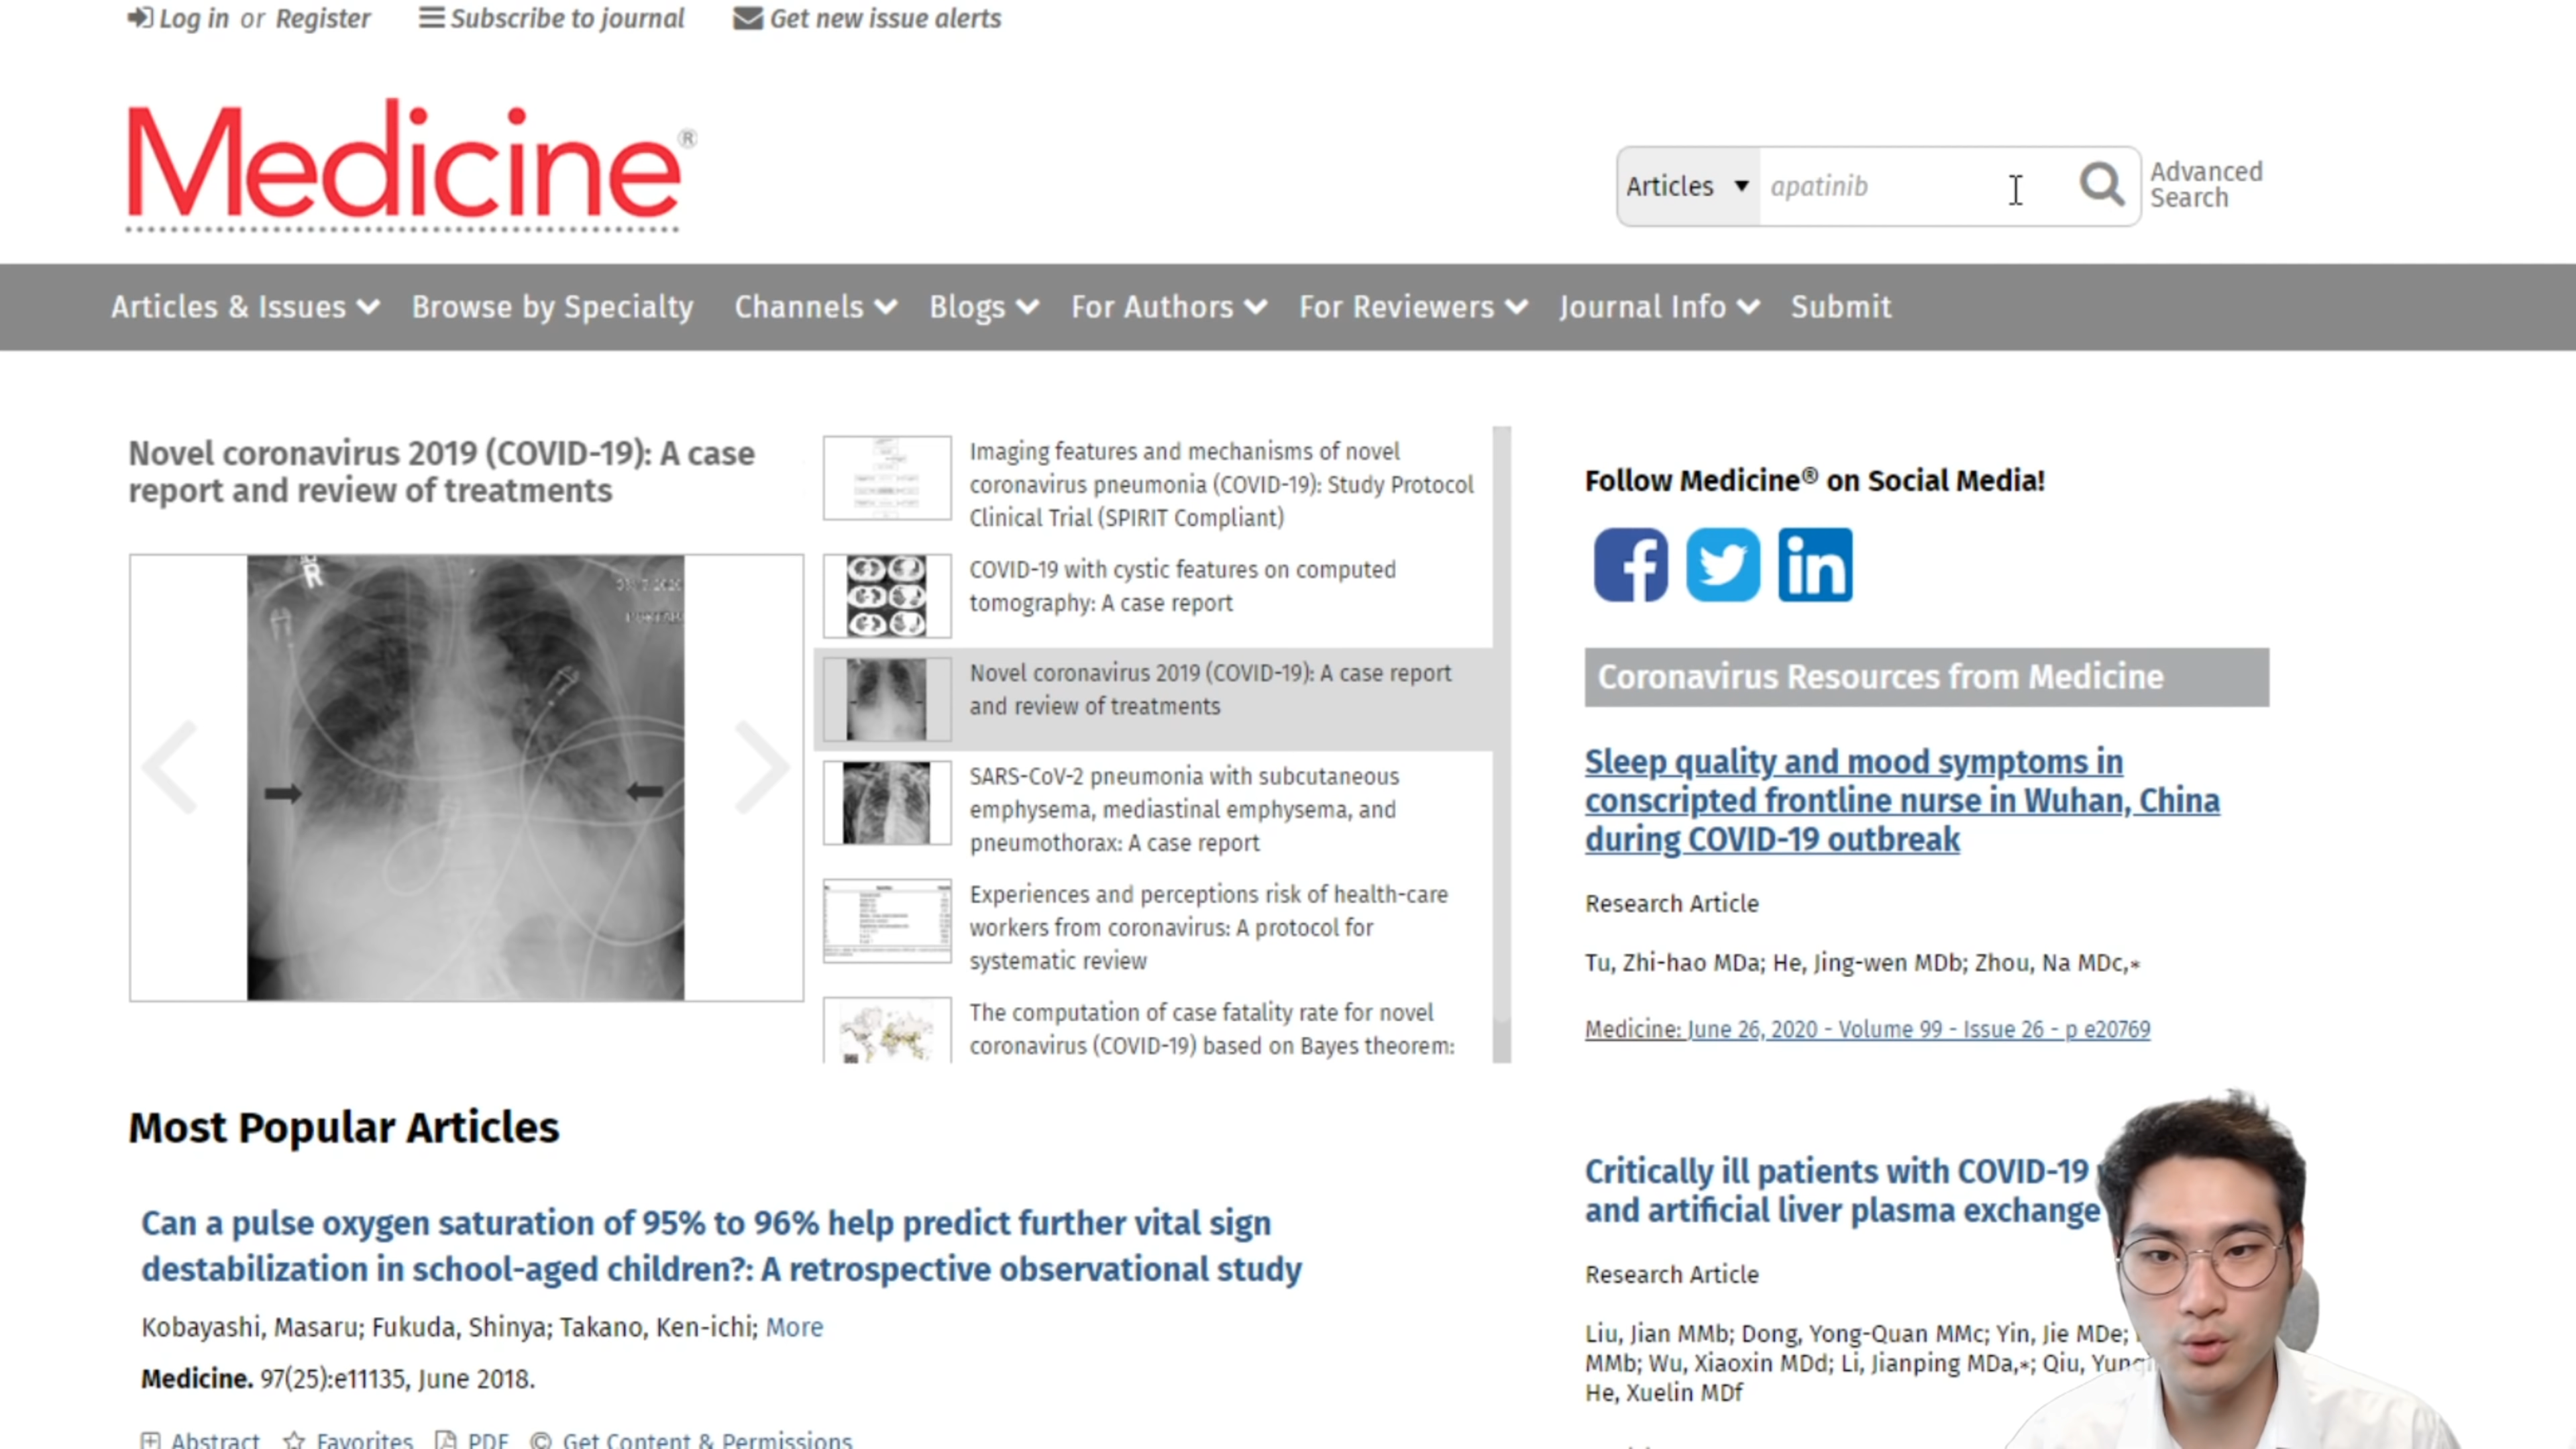 Log in or Register Subscribe to journal Get new issue alerts
Medicine®
Articles apatinib Advanced Search
Articles & Issues Browse by Specialty Channels Blogs For Authors For Reviewers Journal Info Submit
Novel coronavirus 2019 (COVID-19): A case
report and review of treatments
R
Imaging features and mechanisms of novel
coronavirus pneumonia (COVID-19): Study Protocol
Clinical Trial (SPIRIT Compliant)
COVID-19 with cystic features on computed
tomography: A case report
Novel coronavirus 2019 (COVID-19): A case report
and review of treatments
SARS-CoV-2 pneumonia with subcutaneous
emphysema, mediastinal emphysema, and
pneumothorax: A case report
Experiences and perceptions risk of health-care
workers from coronavirus: A protocol for
systematic review
The computation of case fatality rate for novel
coronavirus (COVID-19) based on Bayes theorem:
Follow Medicine® on Social Media!
f in
Coronavirus Resources from Medicine
Sleep quality and mood symptoms in
conscripted frontline nurse in Wuhan, China
during COVID-19 outbreak
Research Article
Tu, Zhi-hao MDa; He, Jing-wen MDb; Zhou, Na MDc,*
Medicine: June 26, 2020 - Volume 99 - Issue 26 - p e20769
Critically ill patients with COVID-19
and artificial liver plasma exchange
Research Article
Liu, Jian MMb; Dong, Yong-Quan MMc; Yin, Jie MDe;
MMb; Wu, Xiaoxin MDd; Li, Jianping MDa,*; Qiu,
He, Xuelin MDf
Most Popular Articles
Can a pulse oxygen saturation of 95% to 96% help predict further vital sign
destabilization in school-aged children?: A retrospective observational study
Kobayashi, Masaru; Fukuda, Shinya; Takano, Ken-ichi; More
Medicine. 97(25):e11135, June 2018.
Abstract Favorites PDF © Get Content & Permissions